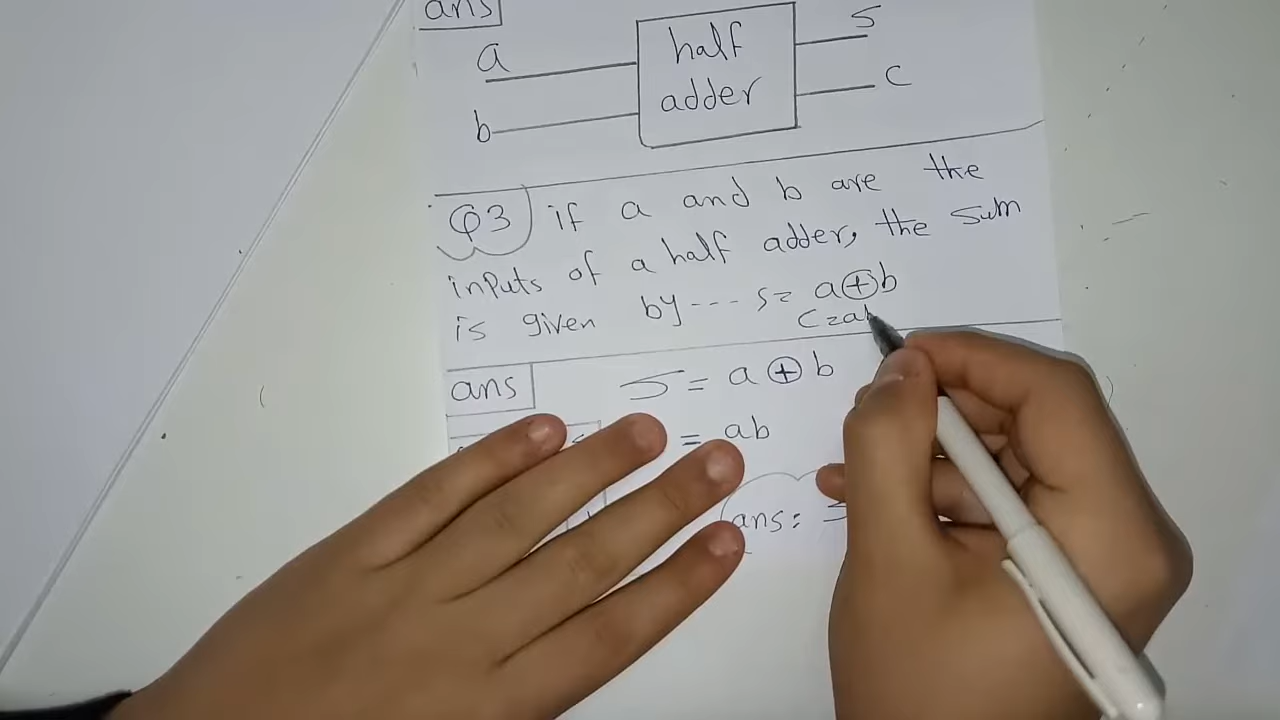 ans
a
half
adder
S
C
b
Q3 if a and b are the
inputs of a half adder, the sum
is given by --- s= a⊕b
C=ab
ans S = a ⊕ b
= ab
ans: